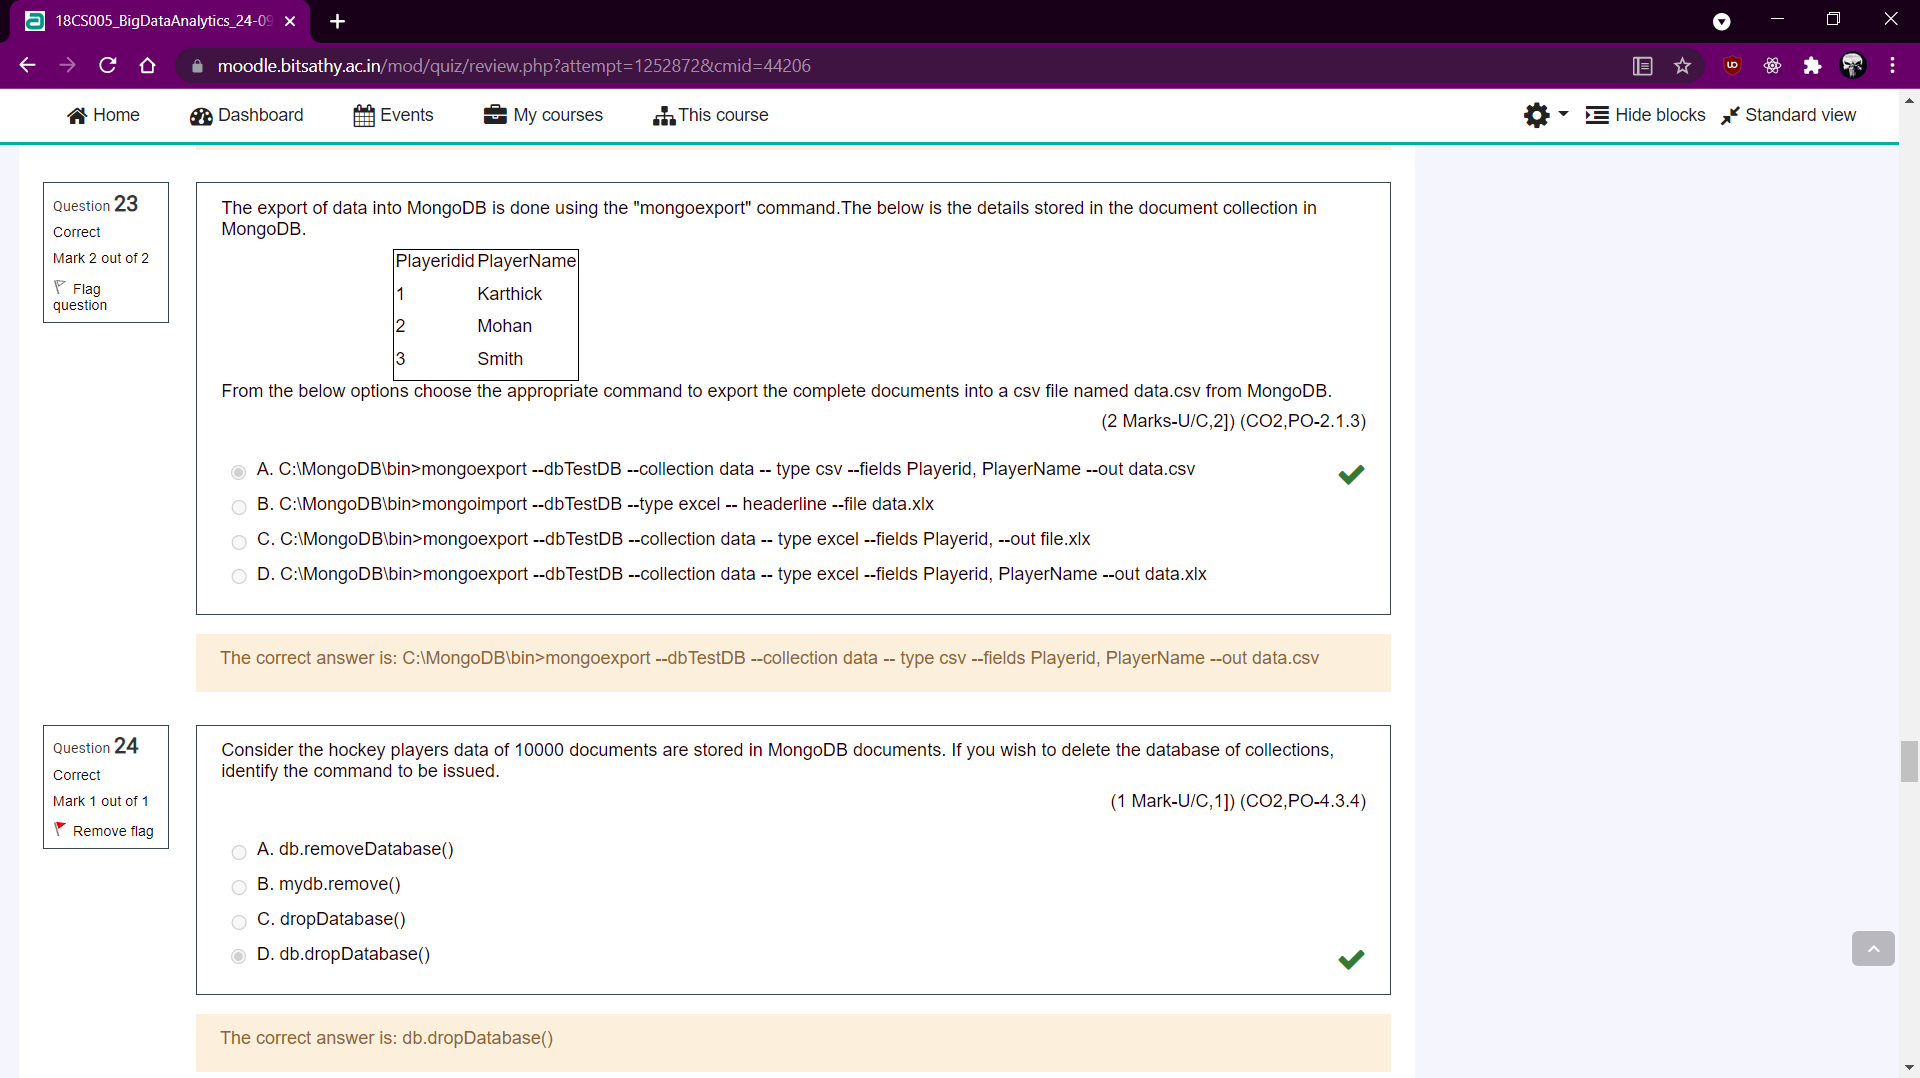 18CS005_BigDataAnalytics_24-09
moodle.bitsathy.ac.in/mod/quiz/review.php?attempt=1252872&cmid=44206
Home Dashboard Events My courses This course Hide blocks Standard view
Question 23
Correct
Mark 2 out of 2
Flag
question
The export of data into MongoDB is done using the "mongoexport" command.The below is the details stored in the document collection in
MongoDB.
Playeridid PlayerName
1 Karthick
2 Mohan
3 Smith
From the below options choose the appropriate command to export the complete documents into a csv file named data.csv from MongoDB.
(2 Marks-U/C,2]) (CO2,PO-2.1.3)
A. C:\MongoDB\bin>mongoexport --dbTestDB --collection data -- type csv --fields Playerid, PlayerName --out data.csv
B. C:\MongoDB\bin>mongoimport --dbTestDB --type excel -- headerline --file data.xlx
C. C:\MongoDB\bin>mongoexport --dbTestDB --collection data -- type excel --fields Playerid, --out file.xlx
D. C:\MongoDB\bin>mongoexport --dbTestDB --collection data -- type excel --fields Playerid, PlayerName --out data.xlx
The correct answer is: C:\MongoDB\bin>mongoexport --dbTestDB --collection data -- type csv --fields Playerid, PlayerName --out data.csv
Question 24
Correct
Mark 1 out of 1
Remove flag
Consider the hockey players data of 10000 documents are stored in MongoDB documents. If you wish to delete the database of collections,
identify the command to be issued.
(1 Mark-U/C,1]) (CO2,PO-4.3.4)
A. db.removeDatabase()
B. mydb.remove()
C. dropDatabase()
D. db.dropDatabase()
The correct answer is: db.dropDatabase()